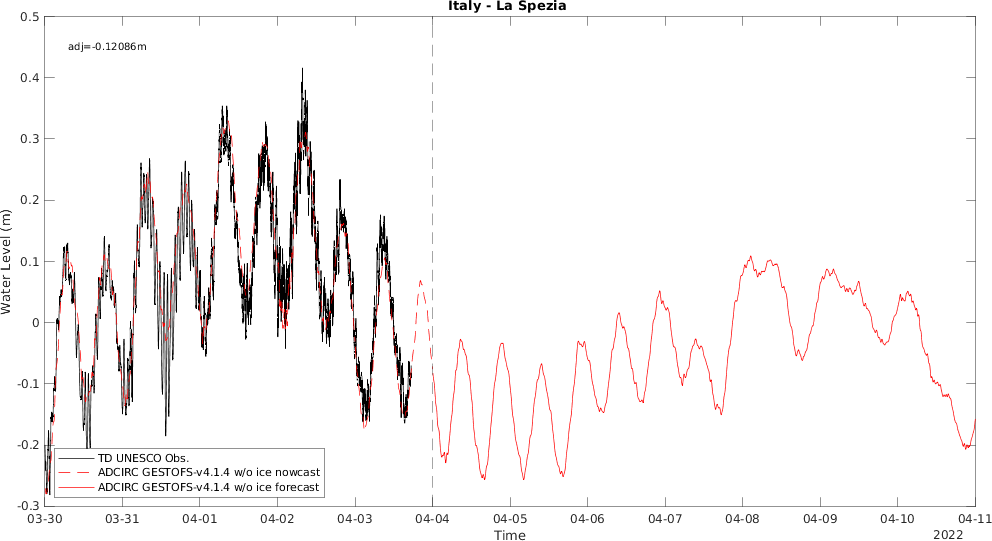 Italy - La Spezia
adj=-0.12086m
Water Level (m)
0.5
0.4
0.3
0.2
0.1
0
-0.1
-0.2
-0.3
TD UNESCO Obs.
ADCIRC GESTOFS-v4.1.4 w/o ice nowcast
ADCIRC GESTOFS-v4.1.4 w/o ice forecast
03-30 03-31 04-01 04-02 04-03 04-04 04-05 04-06 04-07 04-08 04-09 04-10 04-11
Time
2022